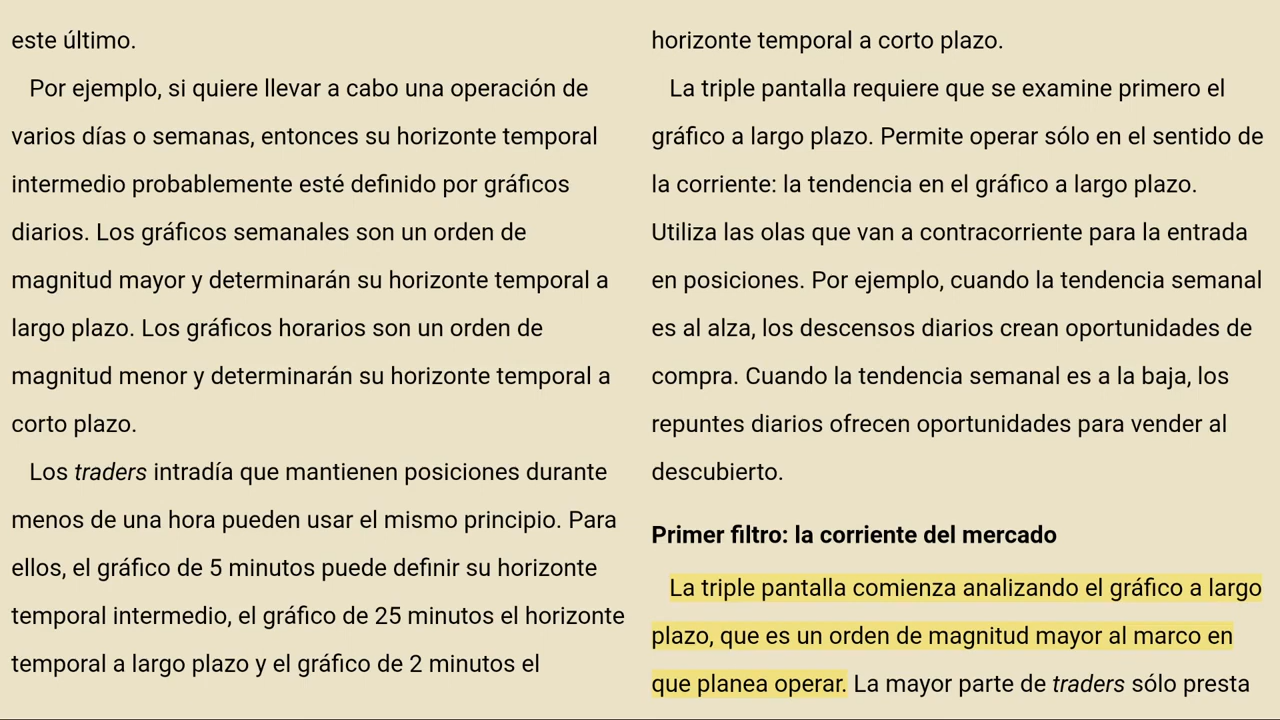 este último.
Por ejemplo, si quiere llevar a cabo una operación de
varios días o semanas, entonces su horizonte temporal
intermedio probablemente esté definido por gráficos
diarios. Los gráficos semanales son un orden de
magnitud mayor y determinarán su horizonte temporal a
largo plazo. Los gráficos horarios son un orden de
magnitud menor y determinarán su horizonte temporal a
corto plazo.
Los traders intradía que mantienen posiciones durante
menos de una hora pueden usar el mismo principio. Para
ellos, el gráfico de 5 minutos puede definir su horizonte
temporal intermedio, el gráfico de 25 minutos el horizonte
temporal a largo plazo y el gráfico de 2 minutos el
horizonte temporal a corto plazo.
La triple pantalla requiere que se examine primero el
gráfico a largo plazo. Permite operar sólo en el sentido de
la corriente: la tendencia en el gráfico a largo plazo.
Utiliza las olas que van a contracorriente para la entrada
en posiciones. Por ejemplo, cuando la tendencia semanal
es al alza, los descensos diarios crean oportunidades de
compra. Cuando la tendencia semanal es a la baja, los
repuntes diarios ofrecen oportunidades para vender al
descubierto.
Primer filtro: la corriente del mercado
La triple pantalla comienza analizando el gráfico a largo
plazo, que es un orden de magnitud mayor al marco en
que planea operar. La mayor parte de traders sólo presta